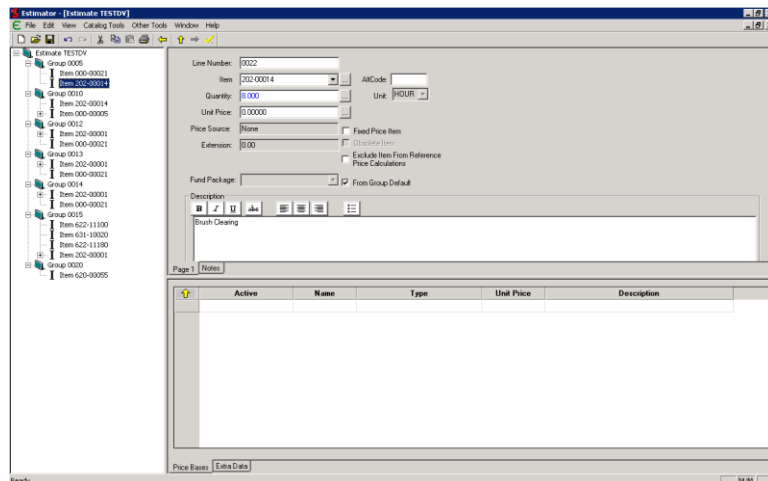 Estimator - [Estimate TESTDV]
File Edit View Catalog Tools Other Tools Window Help
Estimate TESTDV
Group 0005
Item 000-00021
Item 202-00014
Group 0010
Item 202-00014
Item 000-00005
Group 0012
Item 202-00001
Item 000-00021
Group 0013
Item 202-00001
Item 000-00021
Group 0014
Item 202-00001
Item 000-00021
Group 0015
Item 622-11100
Item 631-10020
Item 622-11180
Item 202-00001
Group 0020
Item 620-00055
Line Number: 0022
Item 202-00014 ... AltCode:
Quantity: 8.000 ... Unit: HOUR
Unit Price: 0.00000 ...
Price Source: None Fixed Price Item
Obsolete Item
Extension: 0.00
Exclude Item From Reference
Price Calculations
Fund Package: From Group Default
Description
B I U abc
Brush Clearing
Page 1 Notes
Active Name Type Unit Price Description
Price Bases Extra Data
Ready NUM